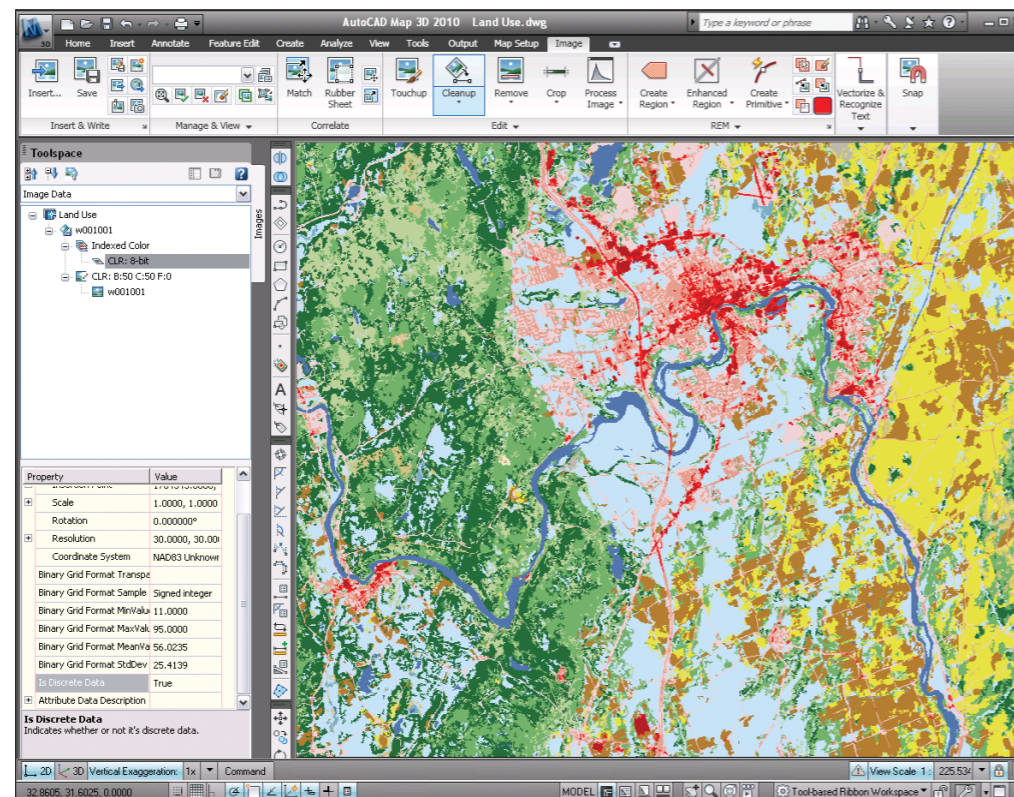 AutoCAD Map 3D 2010 Land Use.dwg
Type a keyword or phrase
3D Home Insert Annotate Feature Edit Create Analyze View Tools Output Map Setup Image
Insert... Save Match Rubber Sheet Touchup Cleanup Remove Crop Process Image Create Region Enhanced Region Create Primitive Vectorize & Recognize Text Snap
Insert & Write Manage & View Correlate Edit REM
Toolspace
Image Data
Images
Land Use
w001001
Indexed Color
CLR: 8-bit
CLR: B:50 C:50 F:0
w001001
Property Value
Scale 1.0000, 1.0000
Rotation 0.000000°
Resolution 30.0000, 30.00
Coordinate System NAD83 Unknown
Binary Grid Format Transpa
Binary Grid Format Sample Signed integer
Binary Grid Format MinValu 11.0000
Binary Grid Format MaxValu 95.0000
Binary Grid Format MeanVa 56.0235
Binary Grid Format StdDev 25.4139
Is Discrete Data True
Attribute Data Description
Is Discrete Data
Indicates whether or not it's discrete data.
A
2D 3D Vertical Exaggeration: 1x Command View Scale 1: 225.534
32.8605, 31.6025, 0.0000 MODEL Tool-based Ribbon Workspace